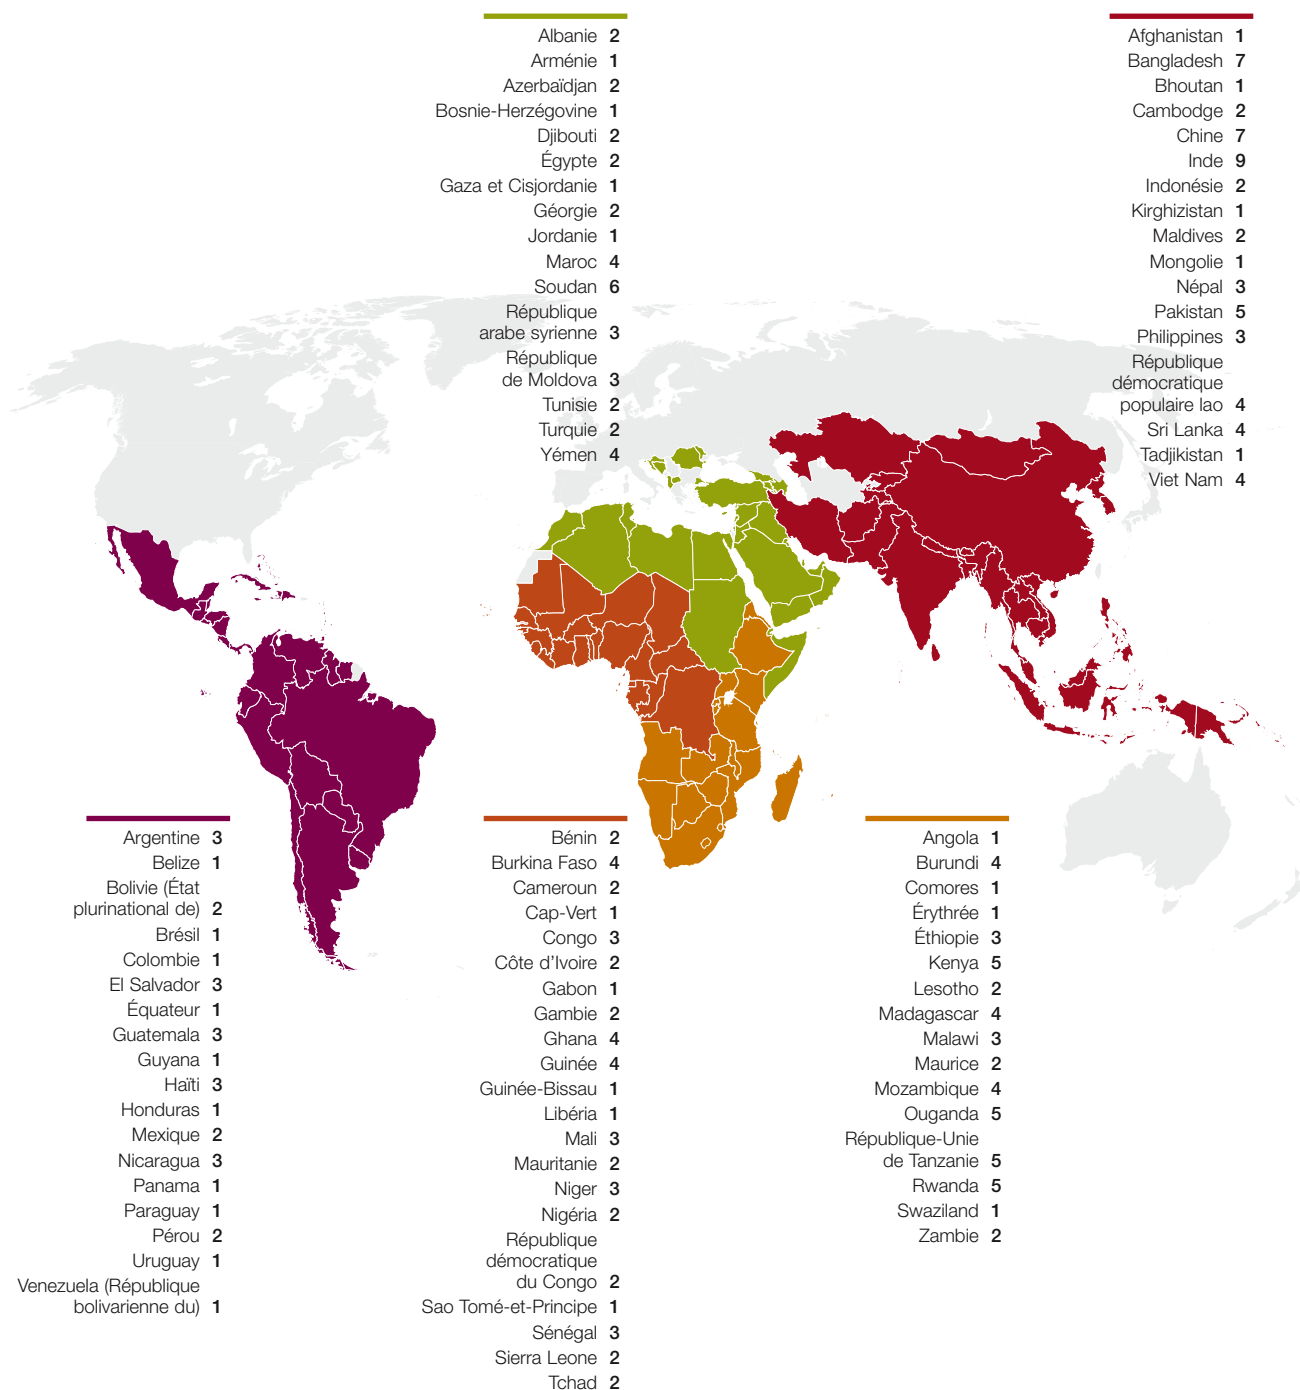 Albanie 2
Arménie 1
Azerbaïdjan 2
Bosnie-Herzégovine 1
Djibouti 2
Égypte 2
Gaza et Cisjordanie 1
Géorgie 2
Jordanie 1
Maroc 4
Soudan 6
République
arabe syrienne 3
République
de Moldova 3
Tunisie 2
Turquie 2
Yémen 4
Afghanistan 1
Bangladesh 7
Bhoutan 1
Cambodge 2
Chine 7
Inde 9
Indonésie 2
Kirghizistan 1
Maldives 2
Mongolie 1
Népal 3
Pakistan 5
Philippines 3
République
démocratique
populaire lao 4
Sri Lanka 4
Tadjikistan 1
Viet Nam 4
Argentine 3
Belize 1
Bolivie (État
plurinational de) 2
Brésil 1
Colombie 1
El Salvador 3
Équateur 1
Guatemala 3
Guyana 1
Haïti 3
Honduras 1
Mexique 2
Nicaragua 3
Panama 1
Paraguay 1
Pérou 2
Uruguay 1
Venezuela (République
bolivarienne du) 1
Bénin 2
Burkina Faso 4
Cameroun 2
Cap-Vert 1
Congo 3
Côte d’Ivoire 2
Gabon 1
Gambie 2
Ghana 4
Guinée 4
Guinée-Bissau 1
Libéria 1
Mali 3
Mauritanie 2
Niger 3
Nigéria 2
République
démocratique
du Congo 2
Sao Tomé-et-Principe 1
Sénégal 3
Sierra Leone 2
Tchad 2
Angola 1
Burundi 4
Comores 1
Érythrée 1
Éthiopie 3
Kenya 5
Lesotho 2
Madagascar 4
Malawi 3
Maurice 2
Mozambique 4
Ouganda 5
République-Unie
de Tanzanie 5
Rwanda 5
Swaziland 1
Zambie 2